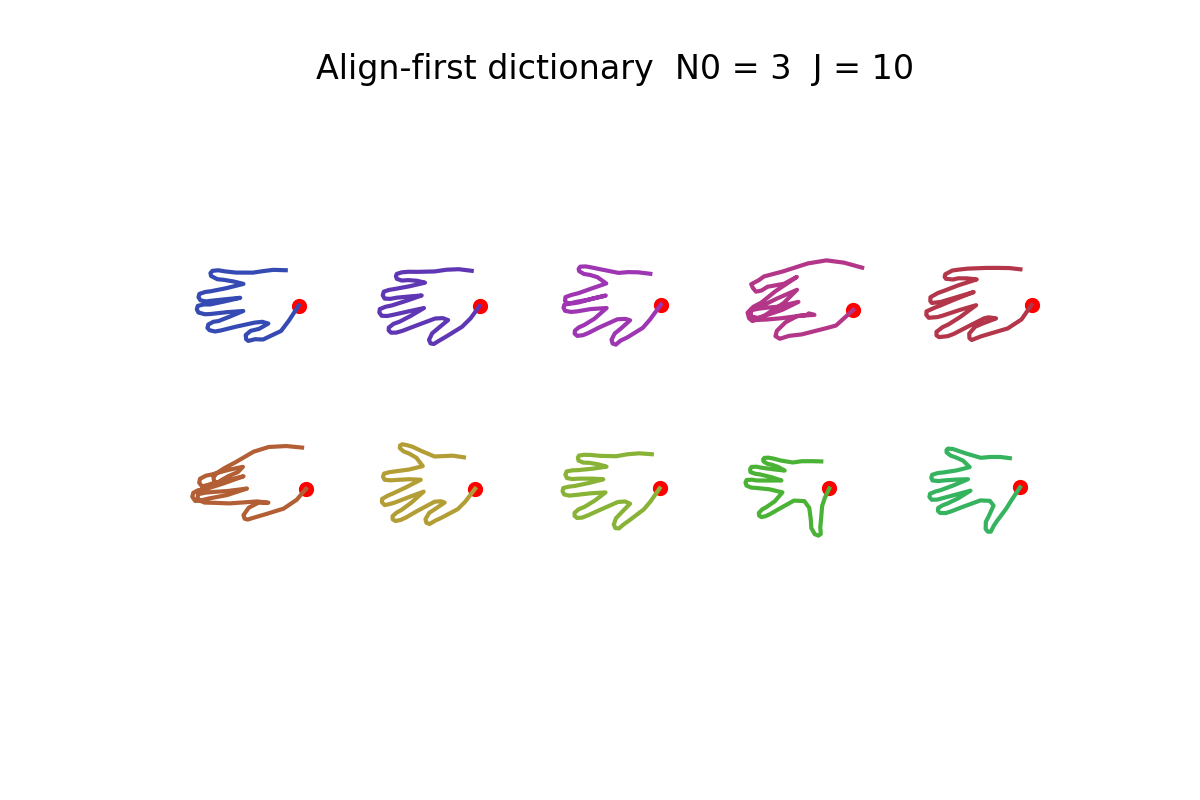 Align-first dictionary  N0 = 3  J = 10